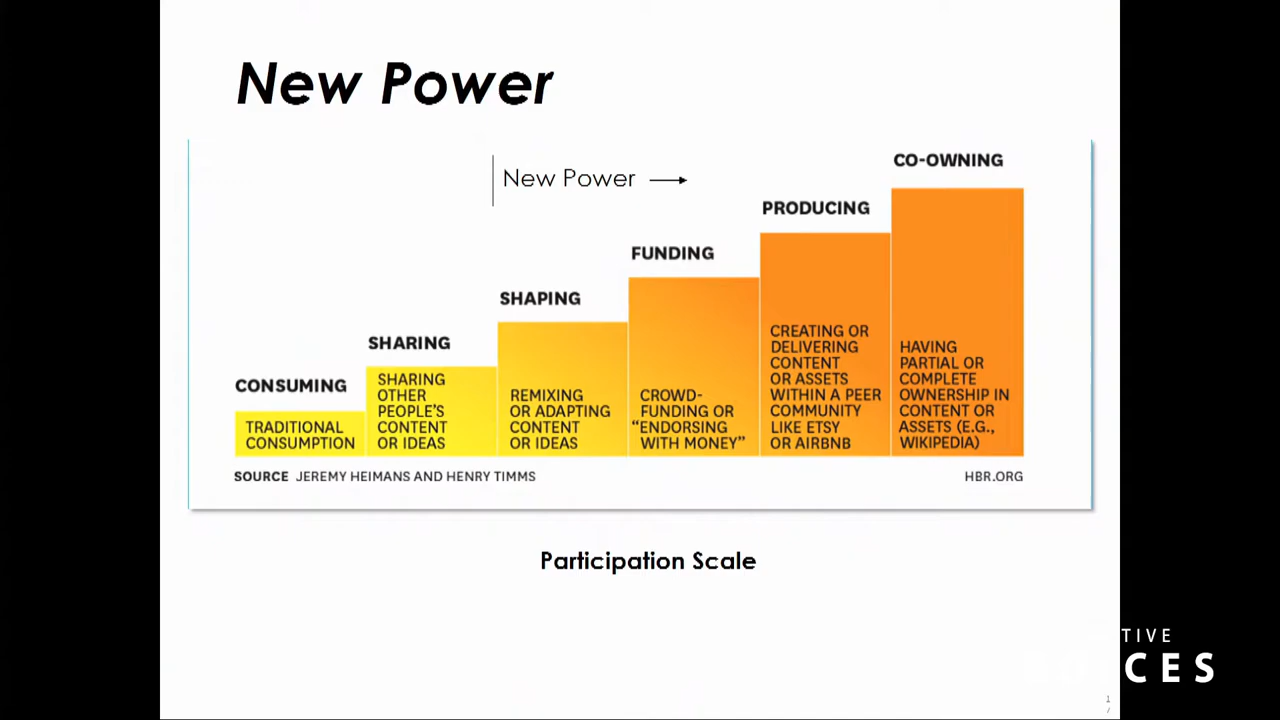 New Power
New Power
CO-OWNING
PRODUCING
FUNDING
SHAPING
SHARING
CONSUMING
TRADITIONAL
CONSUMPTION
SHARING
OTHER
PEOPLE'S
CONTENT
OR IDEAS
REMIXING
OR ADAPTING
CONTENT
OR IDEAS
CROWD-
FUNDING OR
“ENDORSING
WITH MONEY”
CREATING OR
DELIVERING
CONTENT
OR ASSETS
WITHIN A PEER
COMMUNITY
LIKE ETSY
OR AIRBNB
HAVING
PARTIAL OR
COMPLETE
OWNERSHIP IN
CONTENT OR
ASSETS (E.G.,
WIKIPEDIA)
SOURCE JEREMY HEIMANS AND HENRY TIMMS
HBR.ORG
Participation Scale